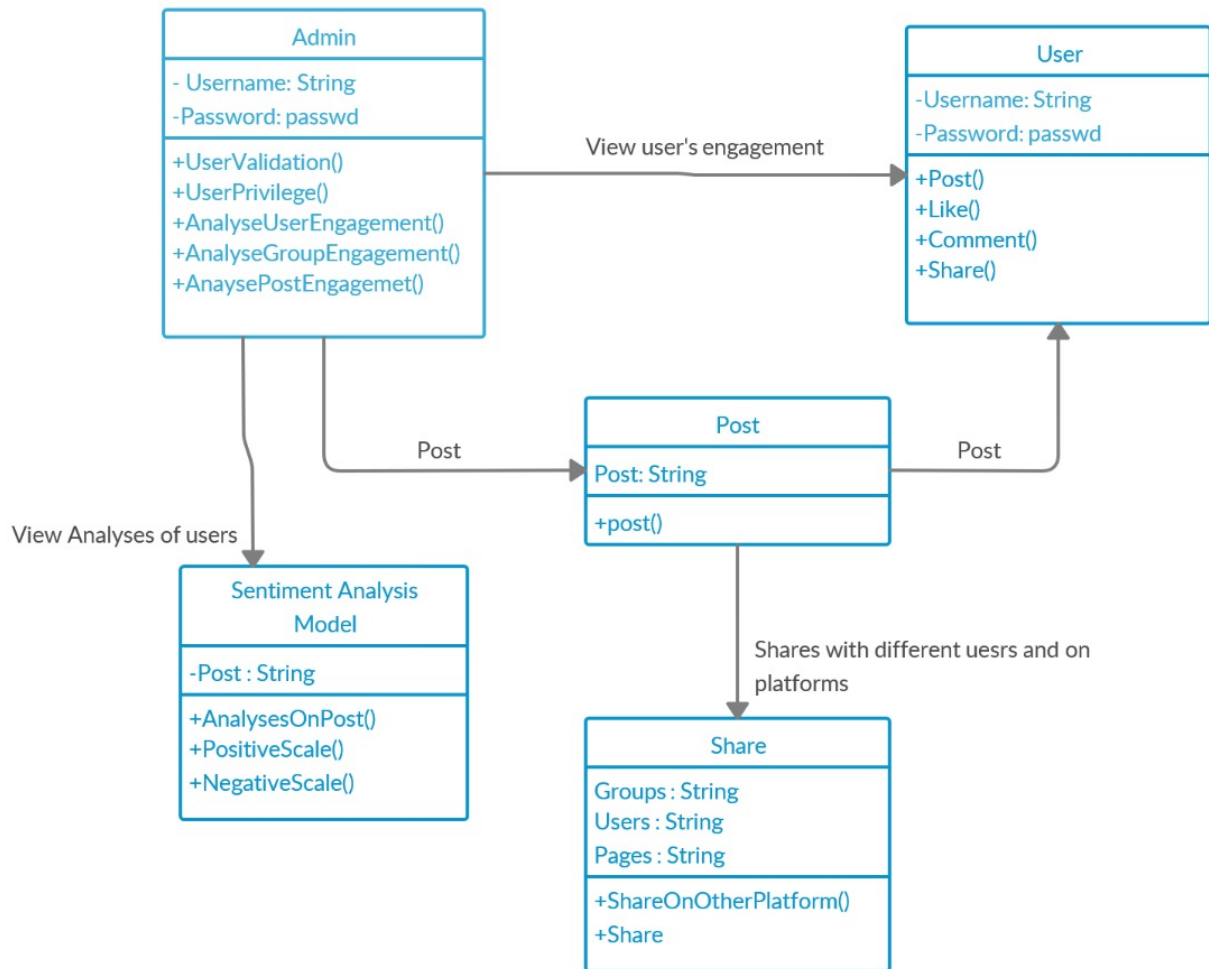 Admin
- Username: String
-Password: passwd
+UserValidation()
+UserPrivilege()
+AnalyseUserEngagement()
+AnalyseGroupEngagement()
+AnaysePostEngagemet()
View user's engagement
User
-Username: String
-Password: passwd
+Post()
+Like()
+Comment()
+Share()
Post
Post
Post: String
+post()
Post
View Analyses of users
Sentiment Analysis
Model
-Post : String
+AnalysesOnPost()
+PositiveScale()
+NegativeScale()
Shares with different uesrs and on
platforms
Share
Groups : String
Users : String
Pages : String
+ShareOnOtherPlatform()
+Share